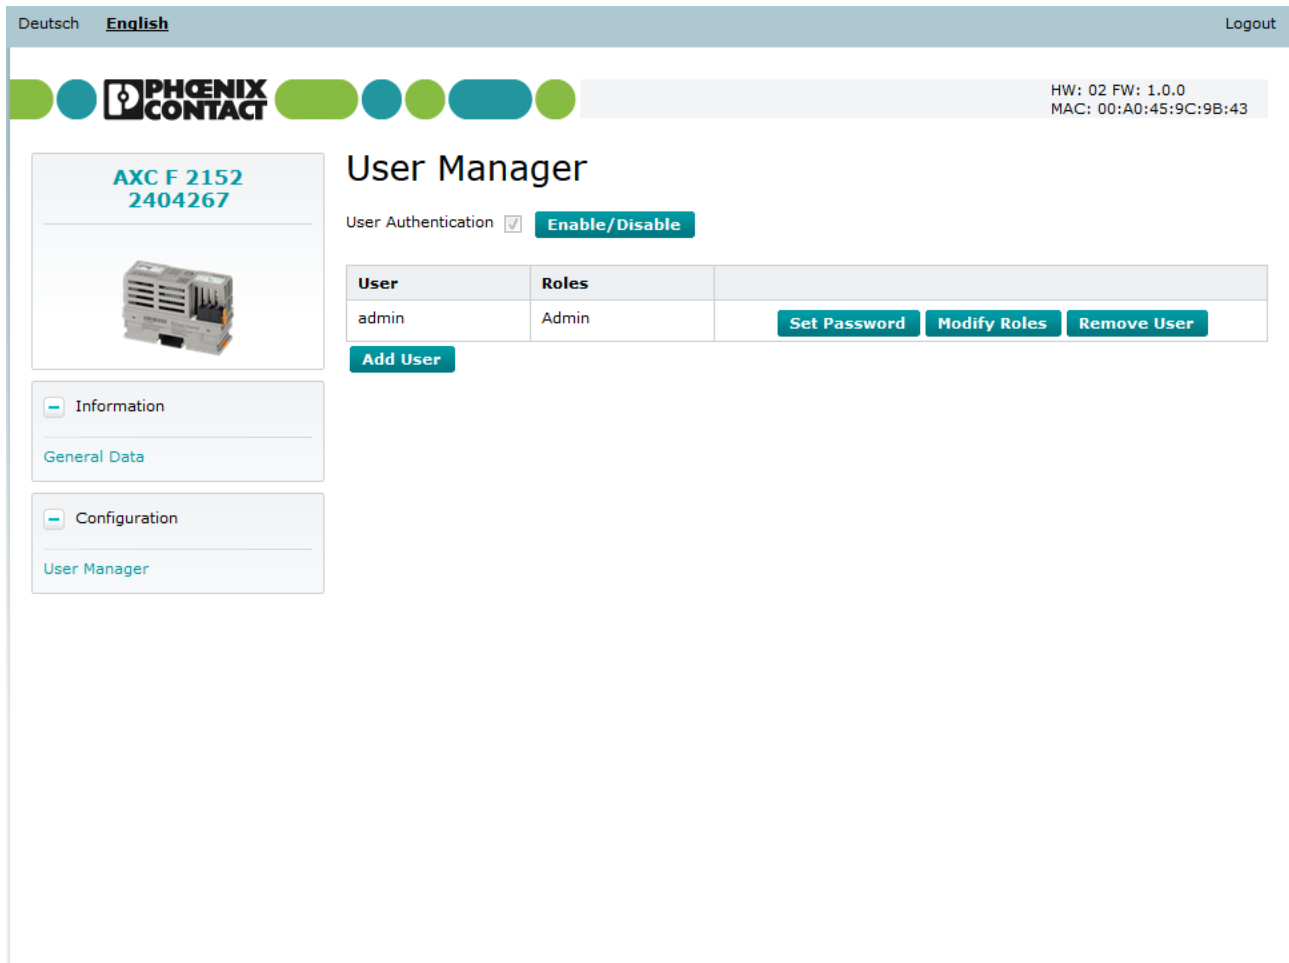 Deutsch English Logout
PHŒNIX
CONTACT
HW: 02 FW: 1.0.0
MAC: 00:A0:45:9C:9B:43
AXC F 2152
2404267
User Manager
User Authentication Enable/Disable
User Roles
admin Admin Set Password Modify Roles Remove User
Add User
Information
General Data
Configuration
User Manager